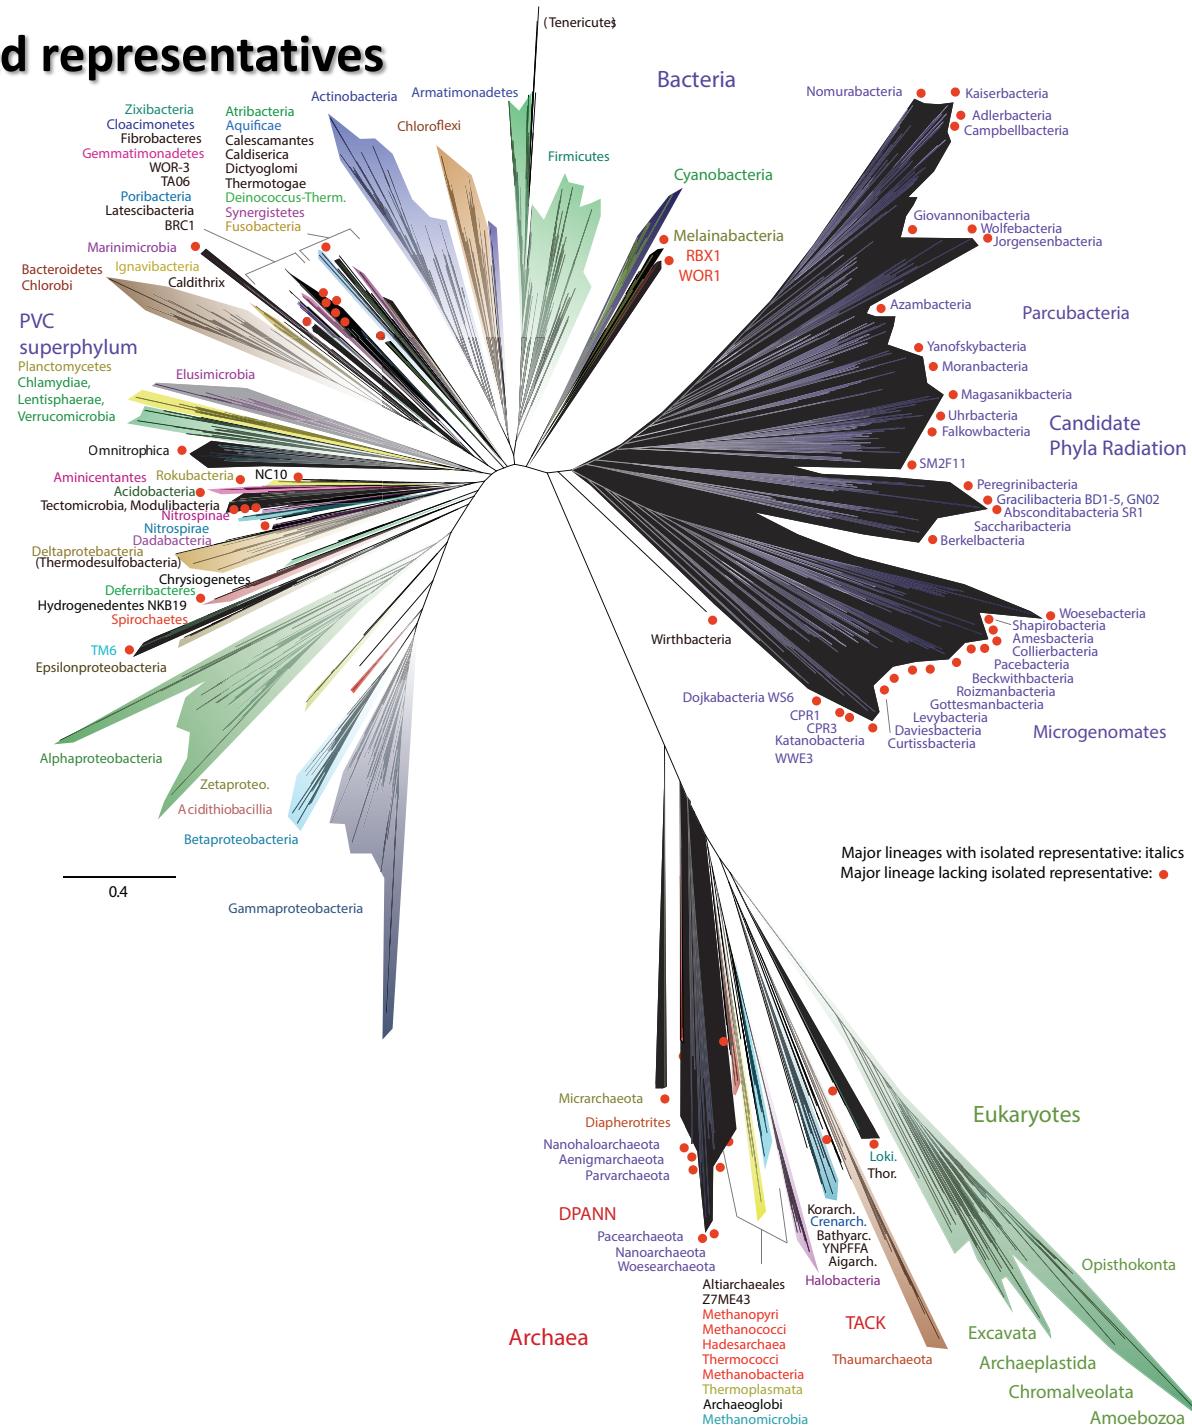 d representatives
(Tenericutes)
Bacteria
Nomurabacteria
Kaiserbacteria
Adlerbacteria
Campbellbacteria
Zixibacteria
Cloacimonetes
Fibrobacteres
Gemmatimonadetes
WOR-3
TA06
Poribacteria
Latescibacteria
BRC1
Atribacteria
Aquificae
Calescamantes
Caldiserica
Dictyoglomi
Thermotogae
Deinococcus-Therm.
Synergistetes
Fusobacteria
Actinobacteria
Armatimonadetes
Chloroflexi
Firmicutes
Cyanobacteria
Melainabacteria
RBX1
WOR1
Giovannonibacteria
Wolfebacteria
Jorgensenbacteria
Marinimicrobia
Bacteroidetes
Chlorobi
Ignavibacteria
Caldithrix
Azambacteria
Parcubacteria
PVC
superphylum
Planctomycetes
Chlamydiae,
Lentisphaerae,
Verrucomicrobia
Elusimicrobia
Yanofskybacteria
Moranbacteria
Magasanikbacteria
Uhrbacteria
Falkowbacteria
Candidate
Phyla Radiation
SM2F11
Omnitrophica
Aminicentantes
Rokubacteria
NC10
Acidobacteria
Tectomicrobia, Modulibacteria
Nitrospinae
Nitrospirae
Dadabacteria
Deltaprotebacteria
(Thermodesulfobacteria)
Chrysiogenetes
Deferribacteres
Hydrogenedentes NKB19
Spirochaetes
TM6
Epsilonproteobacteria
Peregrinibacteria
Gracilibacteria BD1-5, GN02
Absconditabacteria SR1
Saccharibacteria
Berkelbacteria
Woesebacteria
Shapirobacteria
Amesbacteria
Collierbacteria
Pacebacteria
Beckwithbacteria
Roizmanbacteria
Gottesmanbacteria
Levybacteria
Daviesbacteria
Curtissbacteria
Microgenomates
Wirthbacteria
Dojkabacteria WS6
CPR1
CPR3
Katanobacteria
WWE3
Alphaproteobacteria
Zetaproteo.
Acidithiobacillia
Betaproteobacteria
Gammaproteobacteria
0.4
Major lineages with isolated representative: italics
Major lineage lacking isolated representative:
Micrarchaeota
Diapherotrites
Nanohaloarchaeota
Aenigmarchaeota
Parvarchaeota
DPANN
Pacearchaeota
Nanoarchaeota
Woesearchaeota
Eukaryotes
Loki.
Thor.
Korarch.
Crenarch.
Bathyarc.
YNPFFA
Aigarch.
Halobacteria
Altiarchaeales
Z7ME43
Methanopyri
Methanococci
Hadesarchaea
Thermococci
Methanobacteria
Thermoplasmata
Archaeoglobi
Methanomicrobia
Archaea
TACK
Thaumarchaeota
Opisthokonta
Excavata
Archaeplastida
Chromalveolata
Amoebozoa